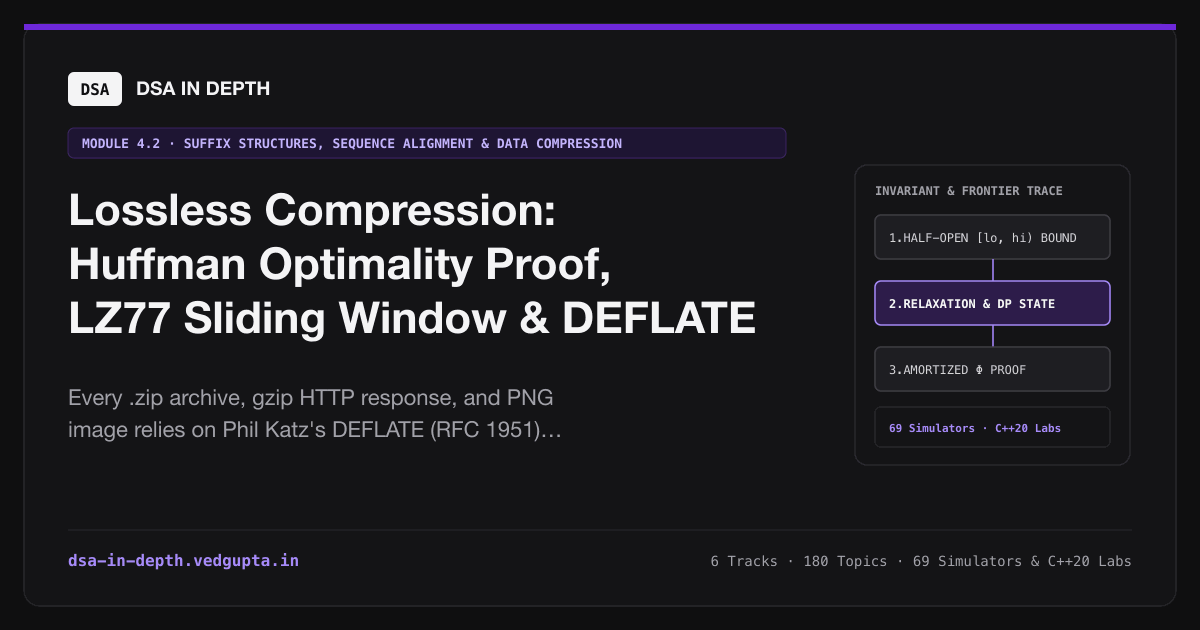 DSA
DSA IN DEPTH
MODULE 4.2 · SUFFIX STRUCTURES, SEQUENCE ALIGNMENT & DATA COMPRESSION
Lossless Compression:
Huffman Optimality Proof,
LZ77 Sliding Window & DEFLATE
Every .zip archive, gzip HTTP response, and PNG
image relies on Phil Katz's DEFLATE (RFC 1951)…
INVARIANT & FRONTIER TRACE
1.HALF-OPEN [lo, hi) BOUND
2.RELAXATION & DP STATE
3.AMORTIZED Φ PROOF
69 Simulators · C++20 Labs
dsa-in-depth.vedgupta.in
6 Tracks · 180 Topics · 69 Simulators & C++20 Labs